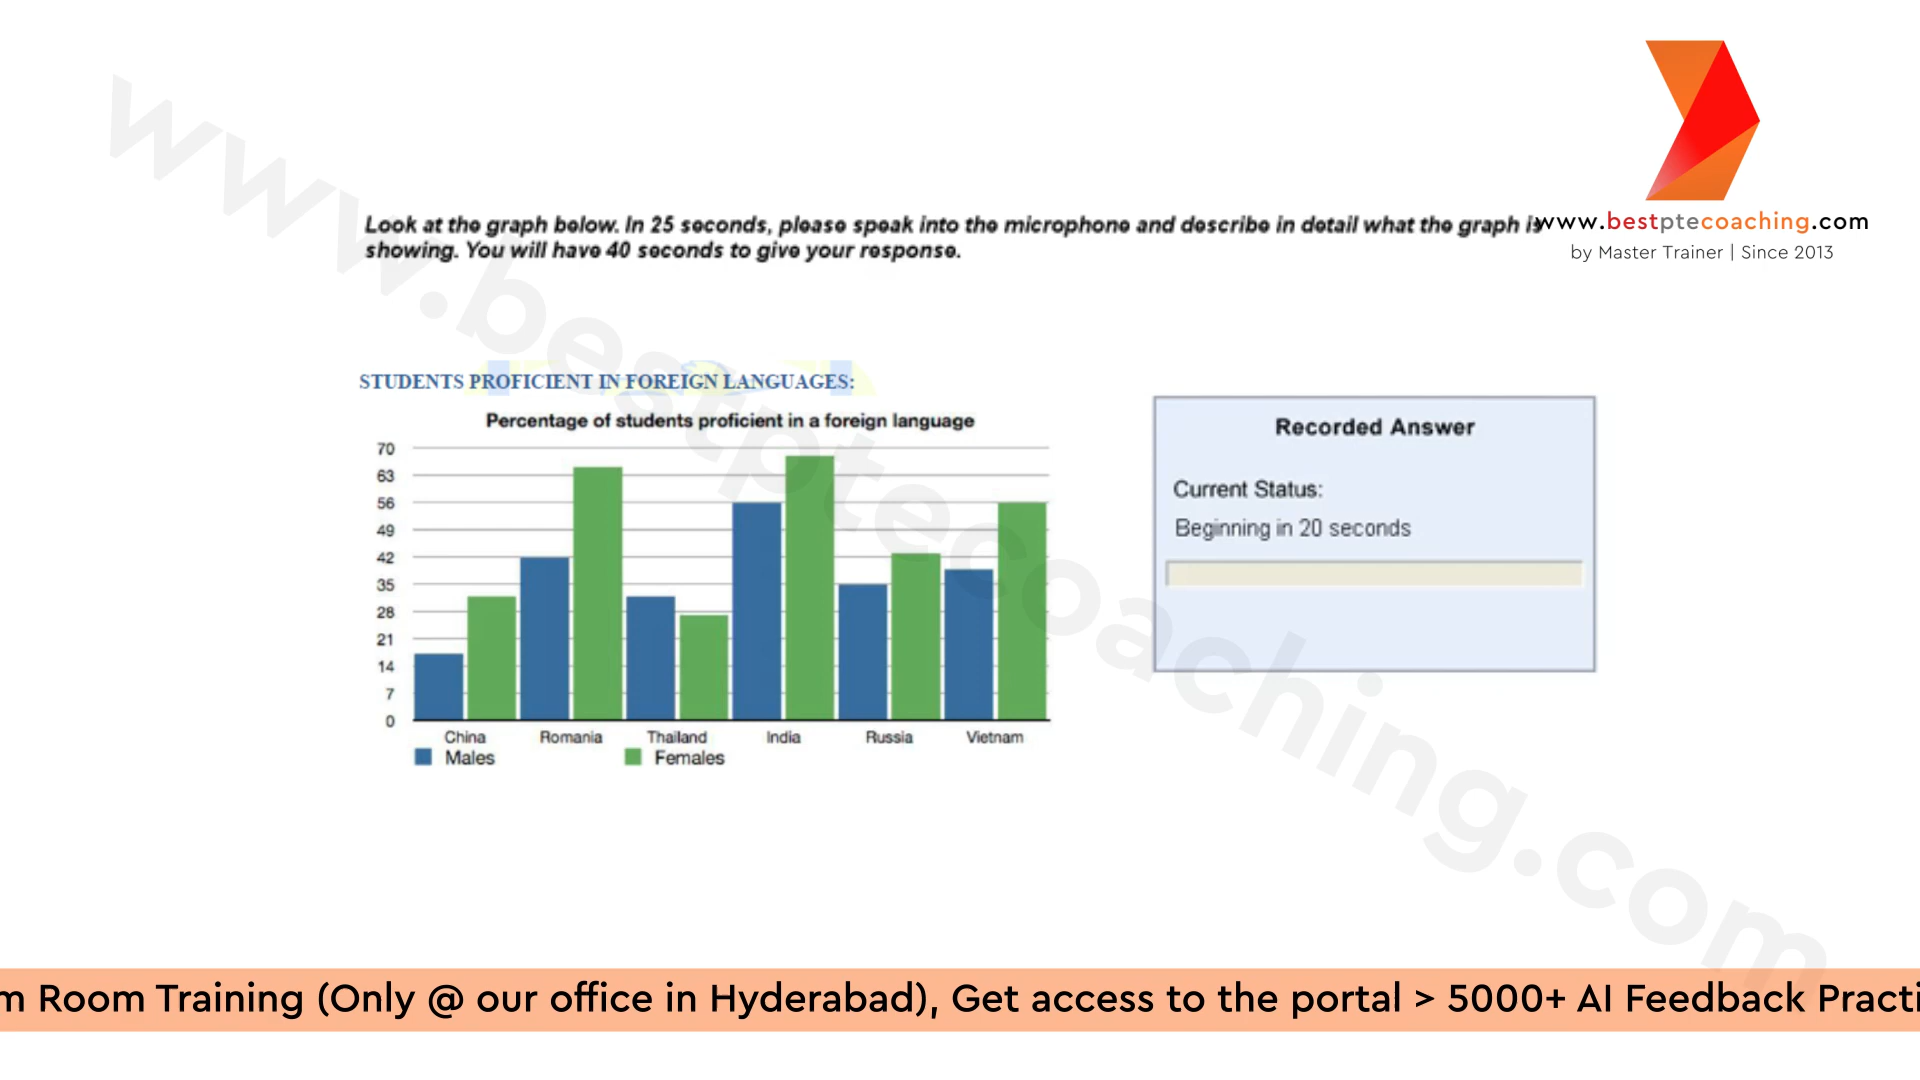 Look at the graph below. In 25 seconds, please speak into the microphone and describe in detail what the graph is
showing. You will have 40 seconds to give your response.
www.bestptecoaching.com
by Master Trainer | Since 2013
STUDENTS PROFICIENT IN FOREIGN LANGUAGES:
Percentage of students proficient in a foreign language
70
63
56
49
42
35
28
21
14
7
0
China Romania Thailand India Russia Vietnam
Males Females
Recorded Answer
Current Status:
Beginning in 20 seconds
www.bestptecoaching.com
m Room Training (Only @ our office in Hyderabad), Get access to the portal > 5000+ AI Feedback Practi